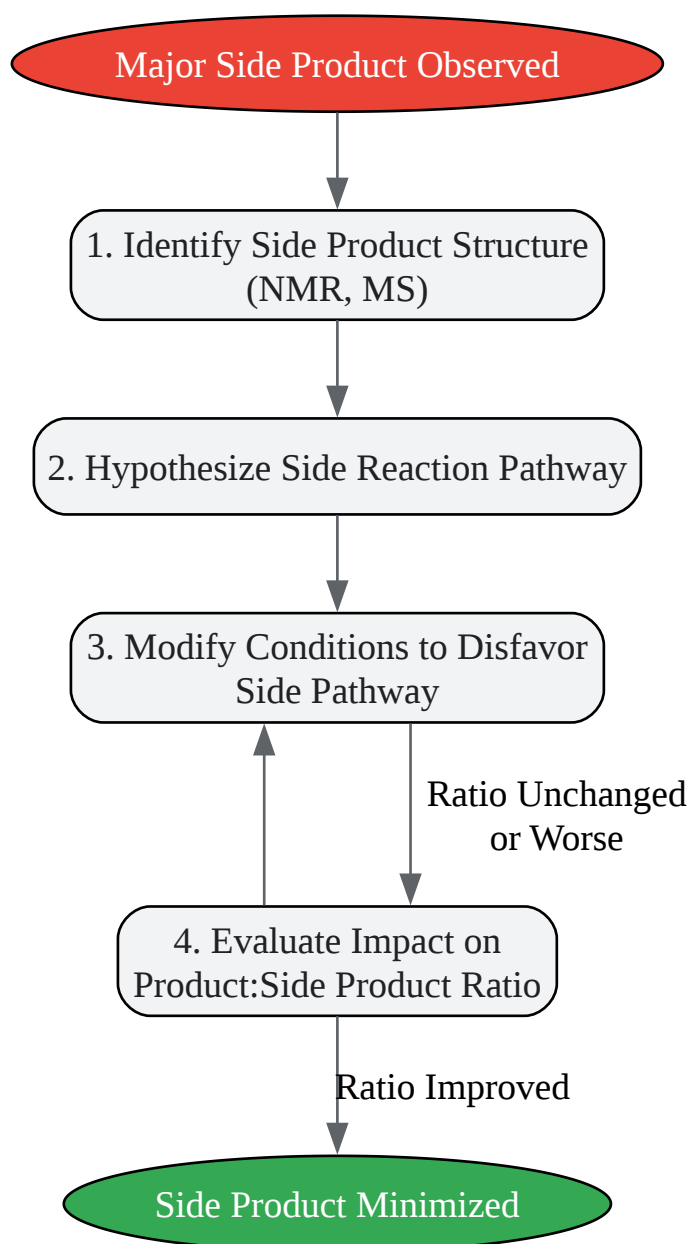 Major Side Product Observed
1. Identify Side Product Structure
(NMR, MS)
2. Hypothesize Side Reaction Pathway
3. Modify Conditions to Disfavor
Side Pathway
Ratio Unchanged
or Worse
4. Evaluate Impact on
Product:Side Product Ratio
Ratio Improved
Side Product Minimized